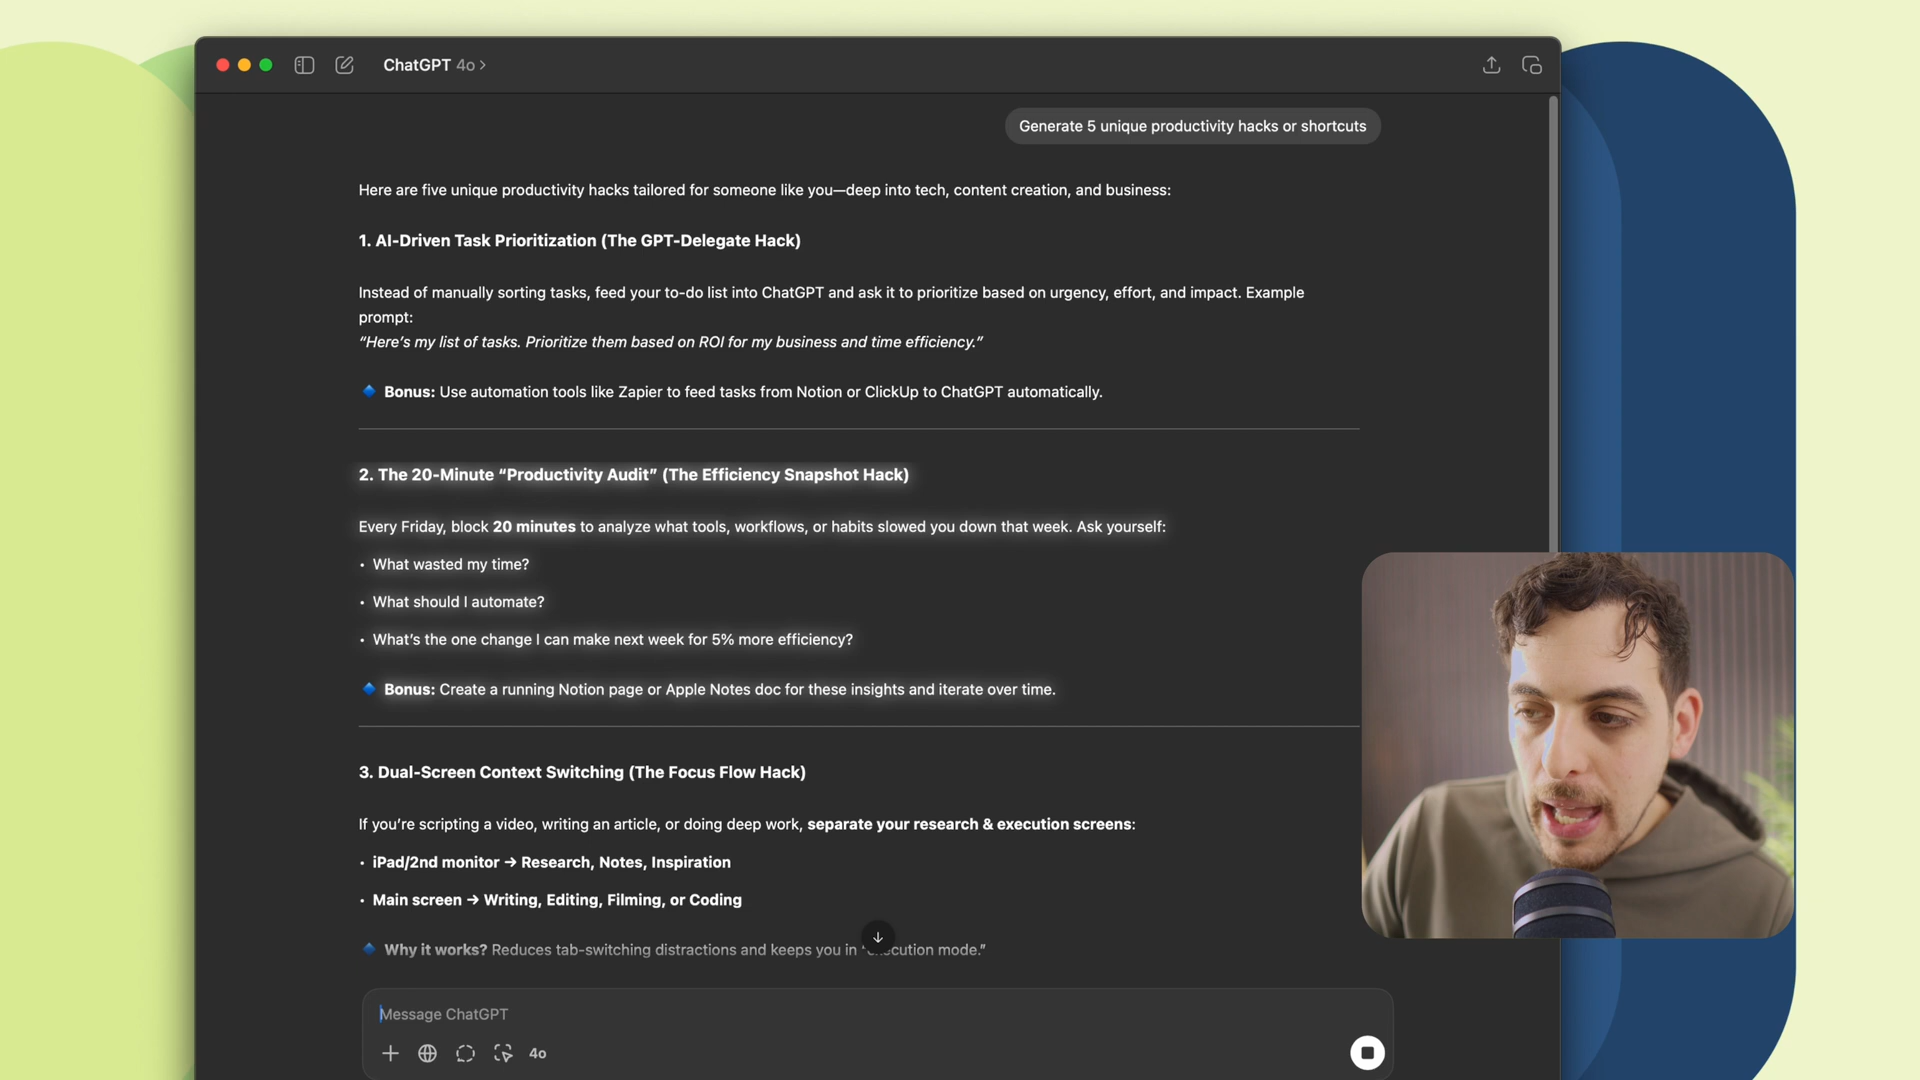 ChatGPT 4o >
Generate 5 unique productivity hacks or shortcuts
Here are five unique productivity hacks tailored for someone like you—deep into tech, content creation, and business:
1. AI-Driven Task Prioritization (The GPT-Delegate Hack)
Instead of manually sorting tasks, feed your to-do list into ChatGPT and ask it to prioritize based on urgency, effort, and impact. Example
prompt:
“Here’s my list of tasks. Prioritize them based on ROI for my business and time efficiency.”
Bonus: Use automation tools like Zapier to feed tasks from Notion or ClickUp to ChatGPT automatically.
2. The 20-Minute “Productivity Audit” (The Efficiency Snapshot Hack)
Every Friday, block 20 minutes to analyze what tools, workflows, or habits slowed you down that week. Ask yourself:
• What wasted my time?
• What should I automate?
• What’s the one change I can make next week for 5% more efficiency?
Bonus: Create a running Notion page or Apple Notes doc for these insights and iterate over time.
3. Dual-Screen Context Switching (The Focus Flow Hack)
If you’re scripting a video, writing an article, or doing deep work, separate your research & execution screens:
• iPad/2nd monitor → Research, Notes, Inspiration
• Main screen → Writing, Editing, Filming, or Coding
Why it works? Reduces tab-switching distractions and keeps you in mode.”
Message ChatGPT
4o